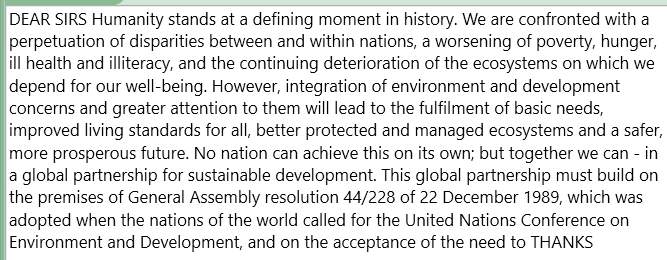 DEAR SIRS Humanity stands at a defining moment in history. We are confronted with a
perpetuation of disparities between and within nations, a worsening of poverty, hunger,
ill health and illiteracy, and the continuing deterioration of the ecosystems on which we
depend for our well-being. However, integration of environment and development
concerns and greater attention to them will lead to the fulfilment of basic needs,
improved living standards for all, better protected and managed ecosystems and a safer,
more prosperous future. No nation can achieve this on its own; but together we can - in
a global partnership for sustainable development. This global partnership must build on
the premises of General Assembly resolution 44/228 of 22 December 1989, which was
adopted when the nations of the world called for the United Nations Conference on
Environment and Development, and on the acceptance of the need to THANKS